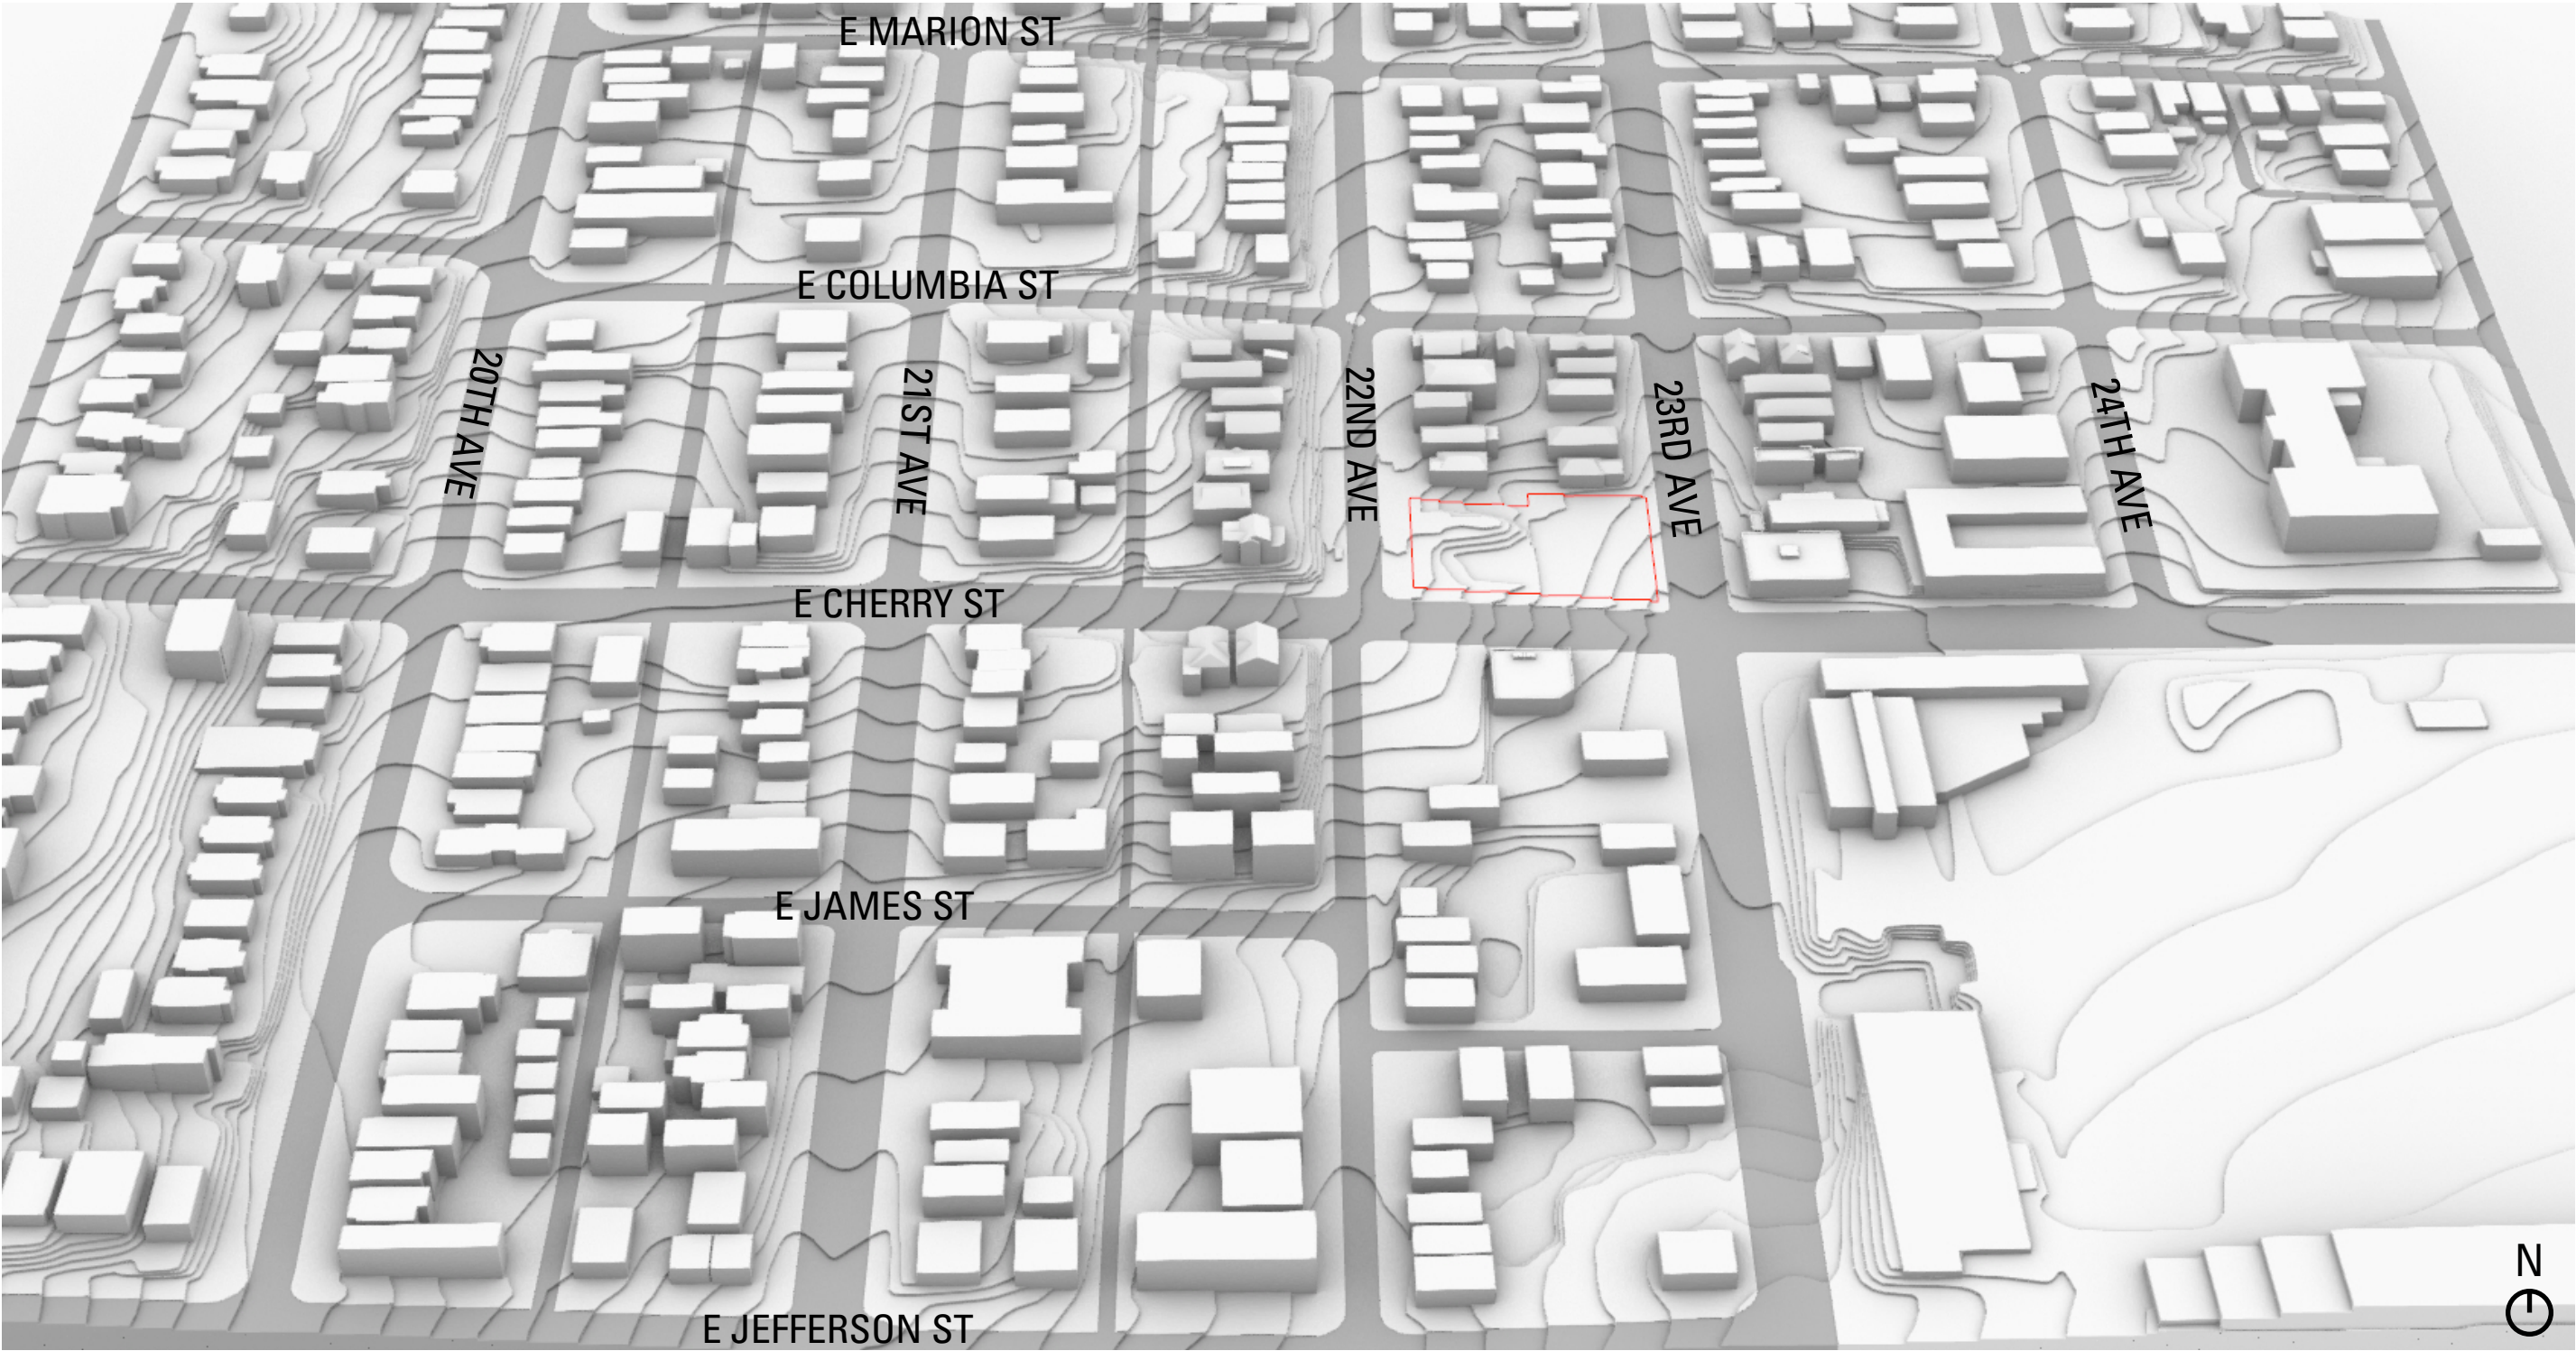 E MARION ST
E COLUMBIA ST
20TH AVE
21ST AVE
22ND AVE
23RD AVE
24TH AVE
E CHERRY ST
E JAMES ST
N
E JEFFERSON ST